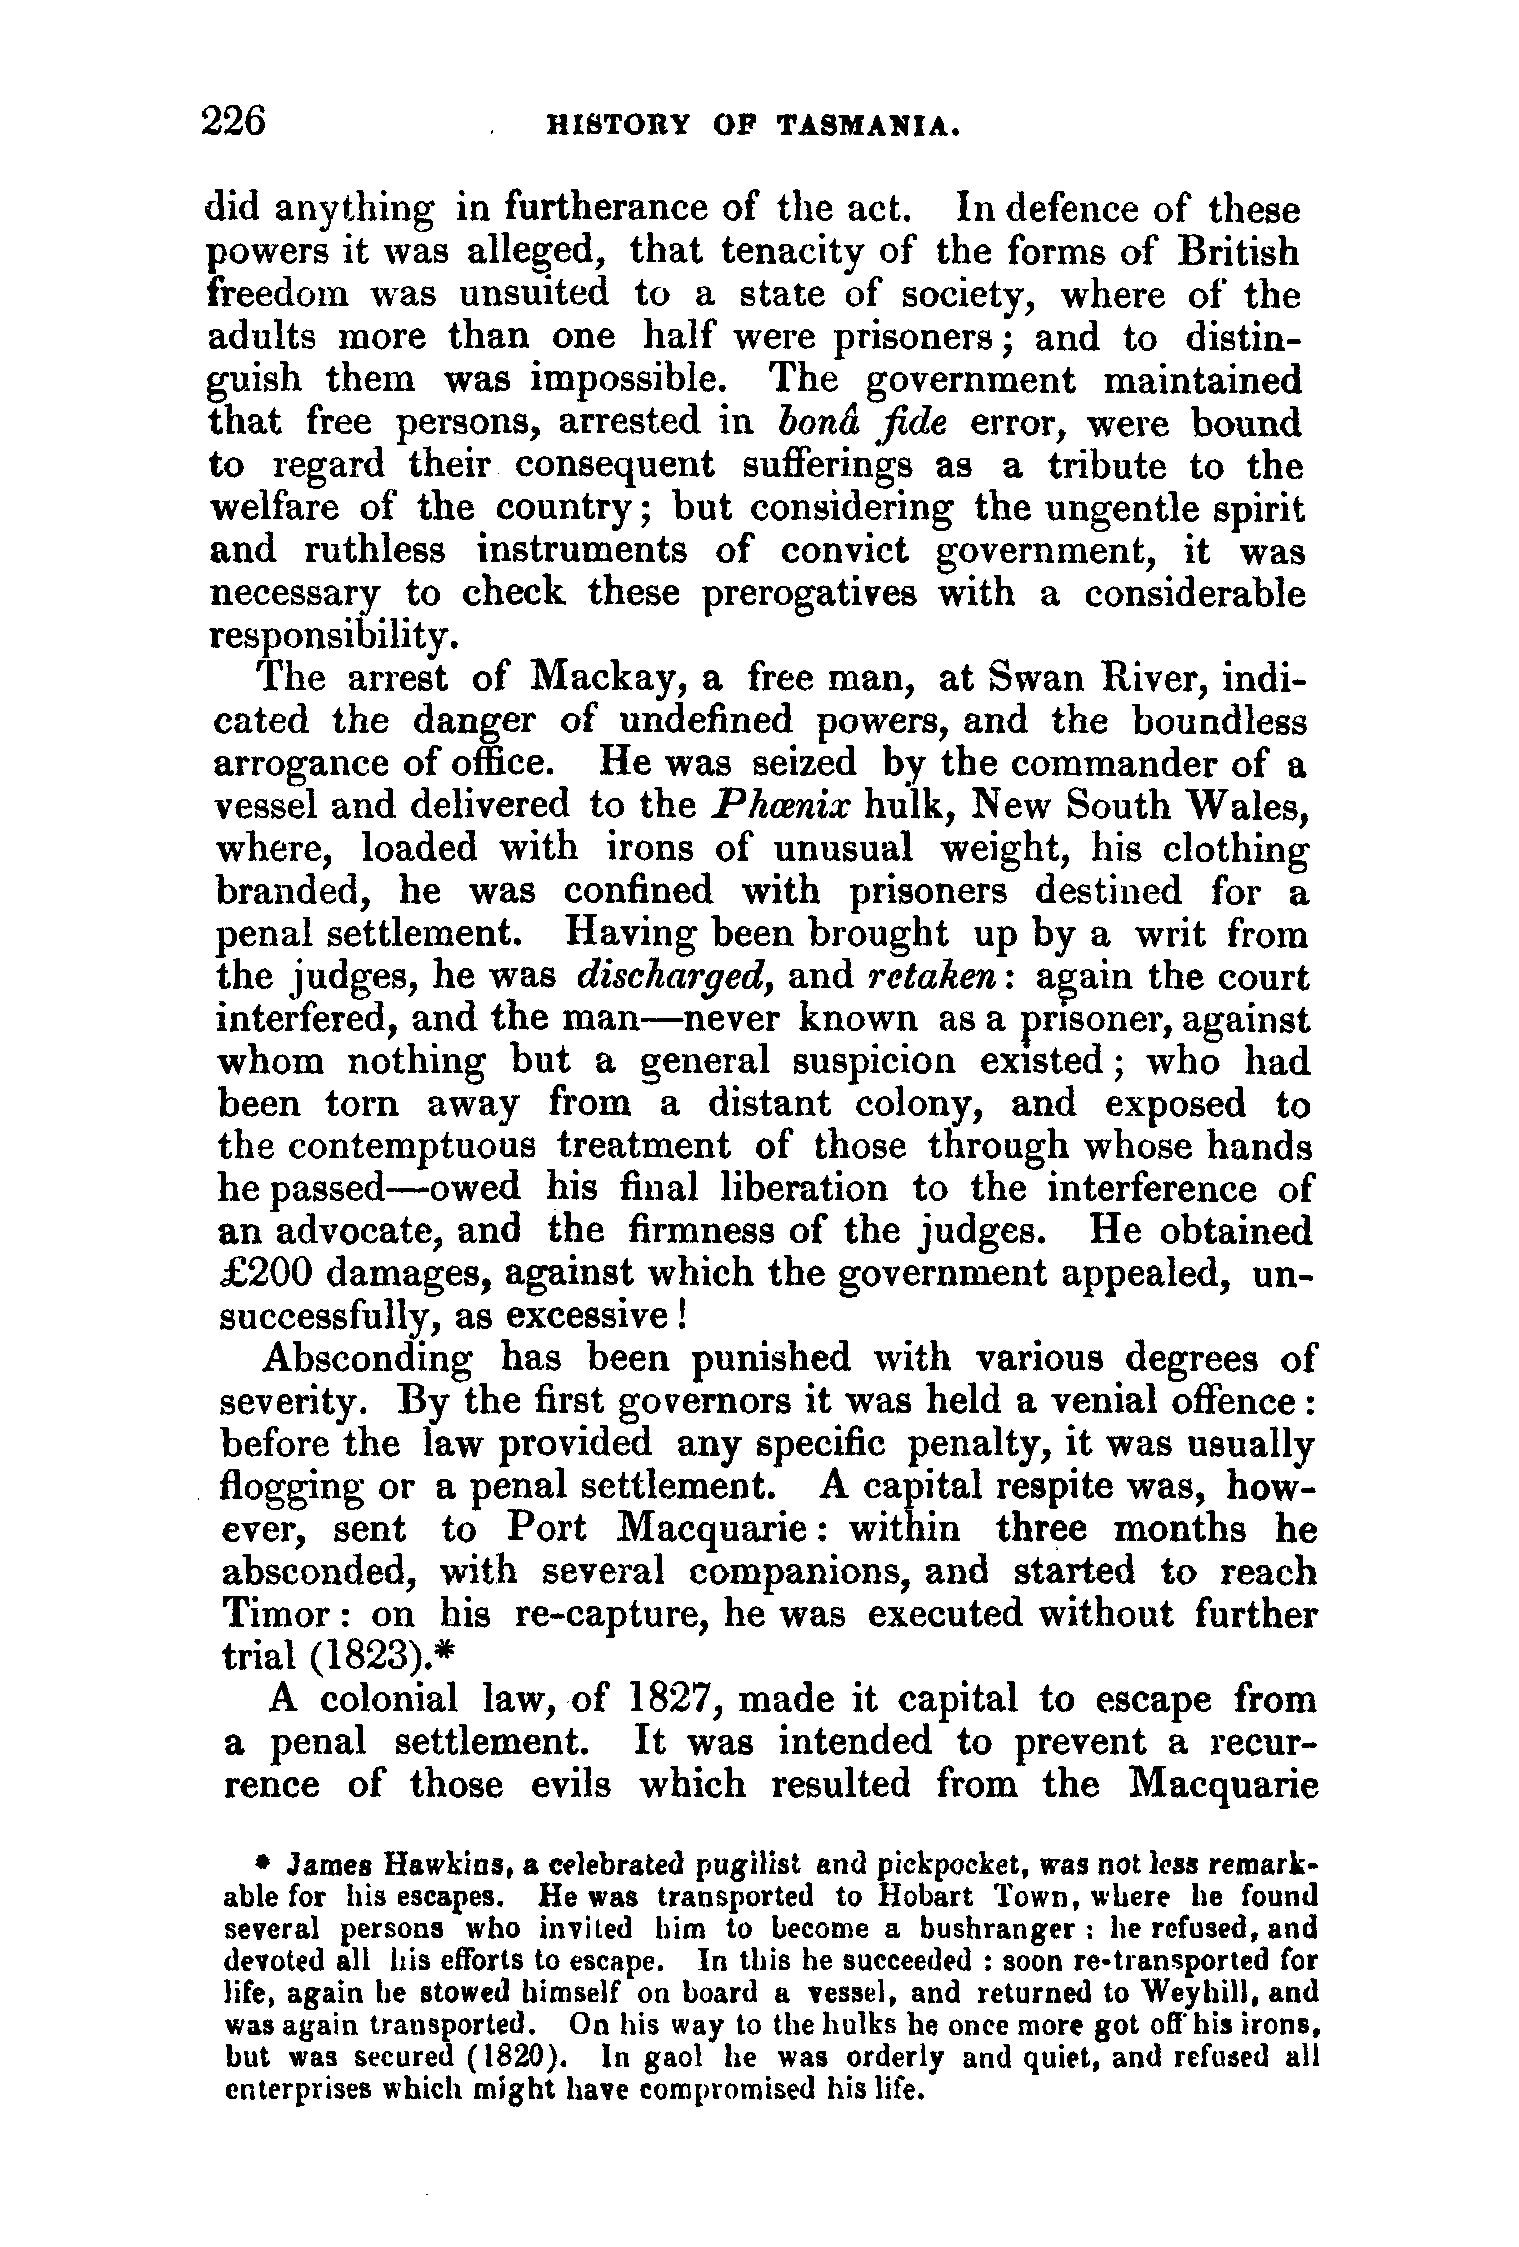 226 HISTORY OF TASMANIA.
did anything in furtherance of the act. In defence of these
powers it was alleged, that tenacity of the forms of British
freedom was unsuited to a state of society, where of the
adults more than one half were prisoners; and to distin-
guish them was impossible. The government maintained
that free persons, arrested in bonâ fide error, were bound
to regard their consequent sufferings as a tribute to the
welfare of the country; but considering the ungentle spirit
and ruthless instruments of convict government, it was
necessary to check these prerogatives with a considerable
responsibility.
The arrest of Mackay, a free man, at Swan River, indi-
cated the danger of undefined powers, and the boundless
arrogance of office. He was seized by the commander of a
vessel and delivered to the Phœnix hulk, New South Wales,
where, loaded with irons of unusual weight, his clothing
branded, he was confined with prisoners destined for a
penal settlement. Having been brought up by a writ from
the judges, he was discharged, and retaken: again the court
interfered, and the man—never known as a prisoner, against
whom nothing but a general suspicion existed; who had
been torn away from a distant colony, and exposed to
the contemptuous treatment of those through whose hands
he passed—owed his final liberation to the interference of
an advocate, and the firmness of the judges. He obtained
£200 damages, against which the government appealed, un-
successfully, as excessive!
Absconding has been punished with various degrees of
severity. By the first governors it was held a venial offence:
before the law provided any specific penalty, it was usually
flogging or a penal settlement. A capital respite was, how-
ever, sent to Port Macquarie: within three months he
absconded, with several companions, and started to reach
Timor: on his re-capture, he was executed without further
trial (1823).*
A colonial law, of 1827, made it capital to escape from
a penal settlement. It was intended to prevent a recur-
rence of those evils which resulted from the Macquarie
* James Hawkins, a celebrated pugilist and pickpocket, was not less remark-
able for his escapes. He was transported to Hobart Town, where he found
several persons who invited him to become a bushranger: he refused, and
devoted all his efforts to escape. In this he succeeded: soon re-transported for
life, again he stowed himself on board a vessel, and returned to Weyhill, and
was again transported. On his way to the hulks he once more got off his irons,
but was secured (1820). In gaol he was orderly and quiet, and refused all
enterprises which might have compromised his life.